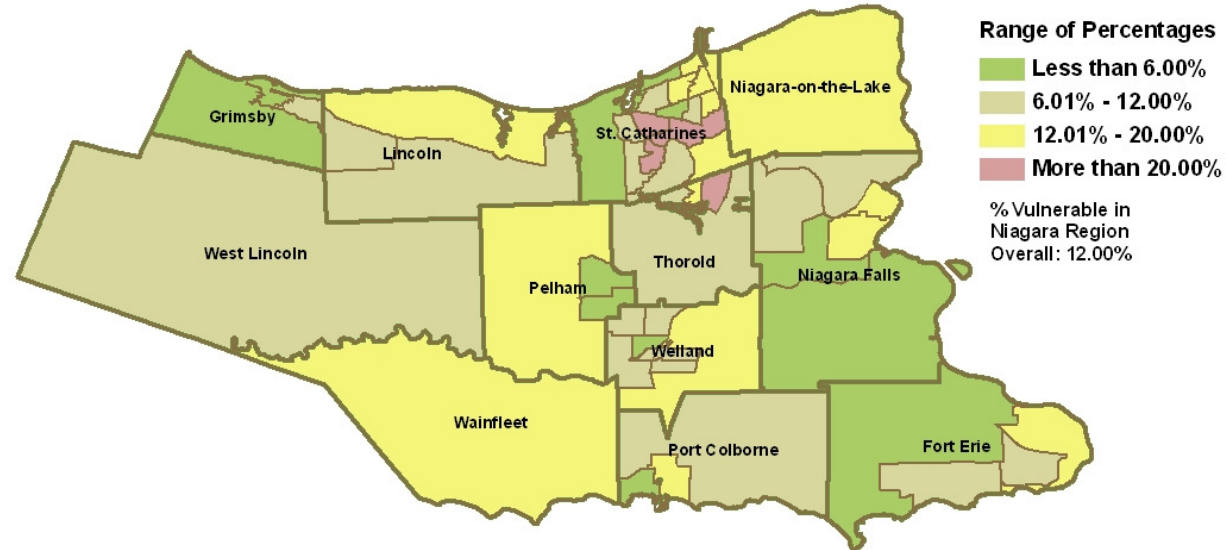 Range of Percentages
Less than 6.00%
6.01% - 12.00%
12.01% - 20.00%
More than 20.00%
% Vulnerable in
Niagara Region
Overall: 12.00%
Niagara-on-the-Lake
Grimsby
St. Catharines
Lincoln
West Lincoln
Thorold
Niagara Falls
Pelham
Welland
Wainfleet
Port Colborne
Fort Erie